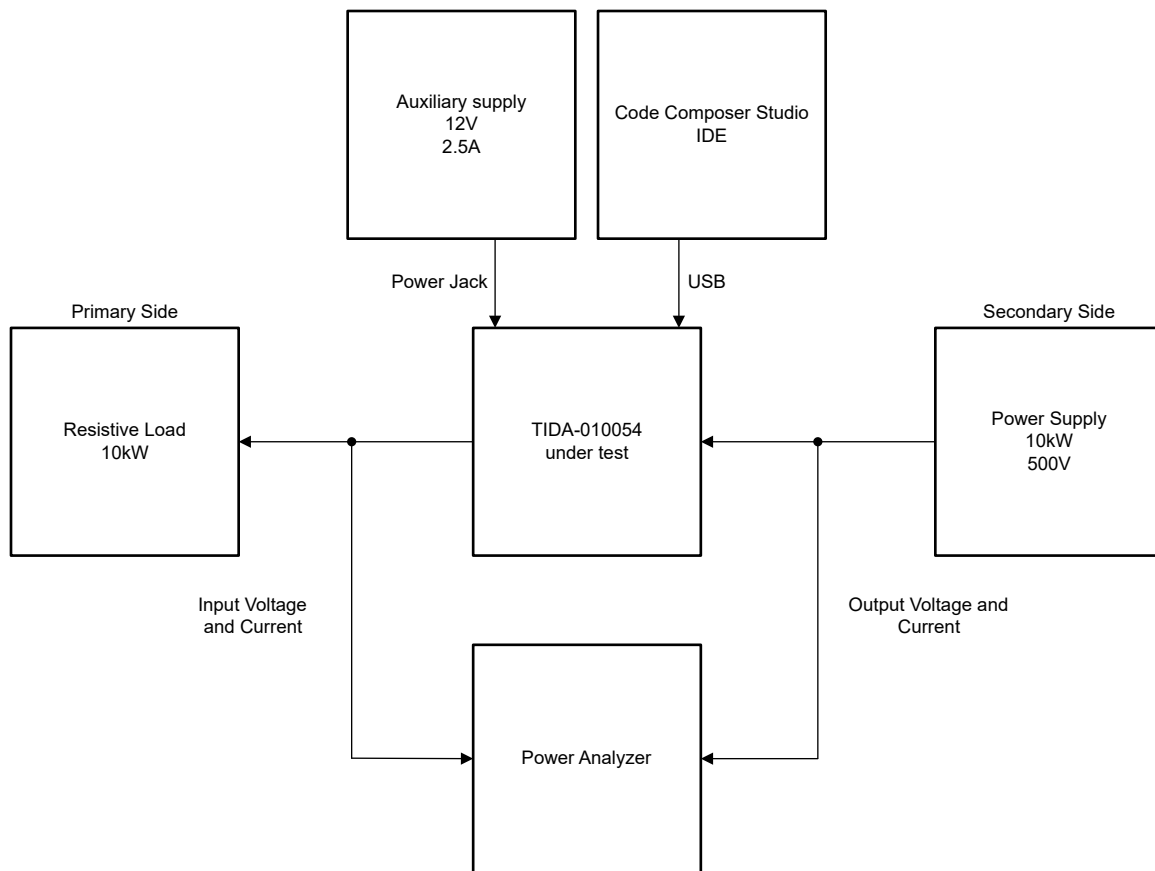 Auxiliary supply
12V
2.5A
Code Composer Studio
IDE
Power Jack
USB
Primary Side
Secondary Side
Resistive Load
10kW
TIDA-010054
under test
Power Supply
10kW
500V
Input Voltage
and Current
Output Voltage and
Current
Power Analyzer